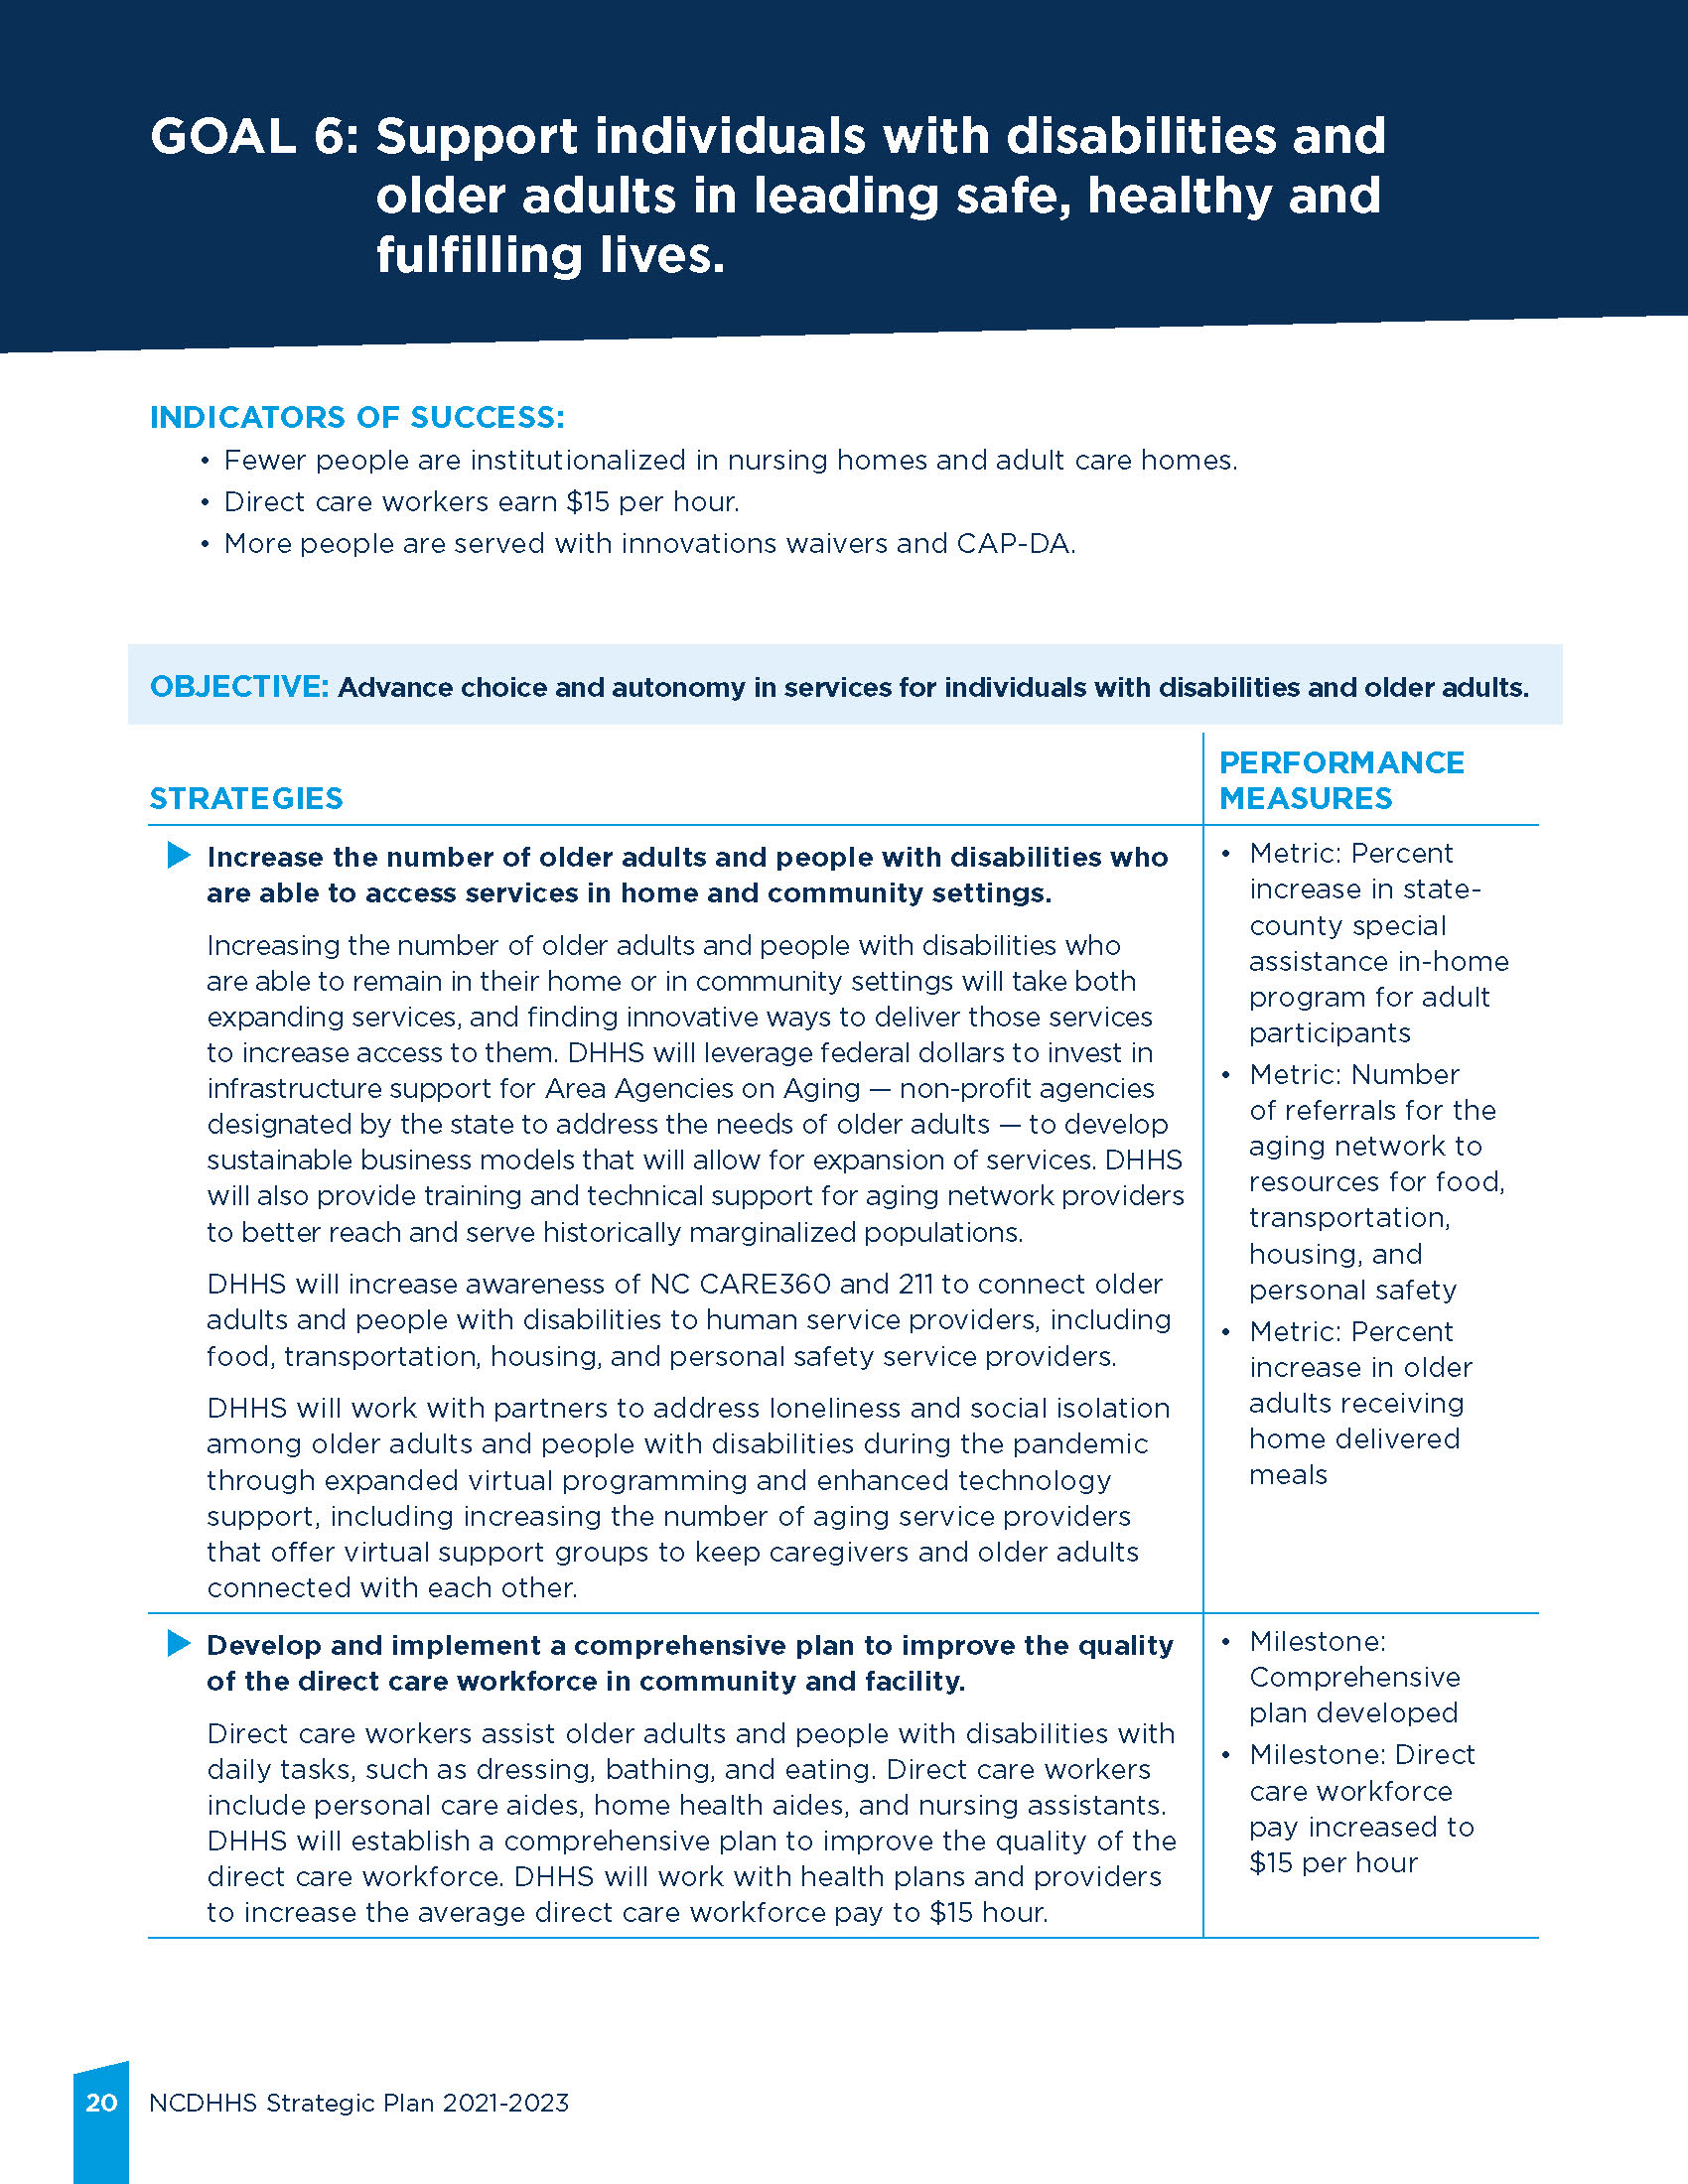 GOAL 6: Support individuals with disabilities and
older adults in leading safe, healthy and
fulfilling lives.
INDICATORS OF SUCCESS:
• Fewer people are institutionalized in nursing homes and adult care homes.
• Direct care workers earn $15 per hour.
• More people are served with innovations waivers and CAP-DA.
OBJECTIVE: Advance choice and autonomy in services for individuals with disabilities and older adults.
STRATEGIES
PERFORMANCE
MEASURES
Increase the number of older adults and people with disabilities who
are able to access services in home and community settings.
Increasing the number of older adults and people with disabilities who
are able to remain in their home or in community settings will take both
expanding services, and finding innovative ways to deliver those services
to increase access to them. DHHS will leverage federal dollars to invest in
infrastructure support for Area Agencies on Aging — non-profit agencies
designated by the state to address the needs of older adults — to develop
sustainable business models that will allow for expansion of services. DHHS
will also provide training and technical support for aging network providers
to better reach and serve historically marginalized populations.
DHHS will increase awareness of NC CARE360 and 211 to connect older
adults and people with disabilities to human service providers, including
food, transportation, housing, and personal safety service providers.
DHHS will work with partners to address loneliness and social isolation
among older adults and people with disabilities during the pandemic
through expanded virtual programming and enhanced technology
support, including increasing the number of aging service providers
that offer virtual support groups to keep caregivers and older adults
connected with each other.
• Metric: Percent
increase in state-
county special
assistance in-home
program for adult
participants
• Metric: Number
of referrals for the
aging network to
resources for food,
transportation,
housing, and
personal safety
• Metric: Percent
increase in older
adults receiving
home delivered
meals
Develop and implement a comprehensive plan to improve the quality
of the direct care workforce in community and facility.
Direct care workers assist older adults and people with disabilities with
daily tasks, such as dressing, bathing, and eating. Direct care workers
include personal care aides, home health aides, and nursing assistants.
DHHS will establish a comprehensive plan to improve the quality of the
direct care workforce. DHHS will work with health plans and providers
to increase the average direct care workforce pay to $15 hour.
• Milestone:
Comprehensive
plan developed
• Milestone: Direct
care workforce
pay increased to
$15 per hour
20 NCDHHS Strategic Plan 2021-2023